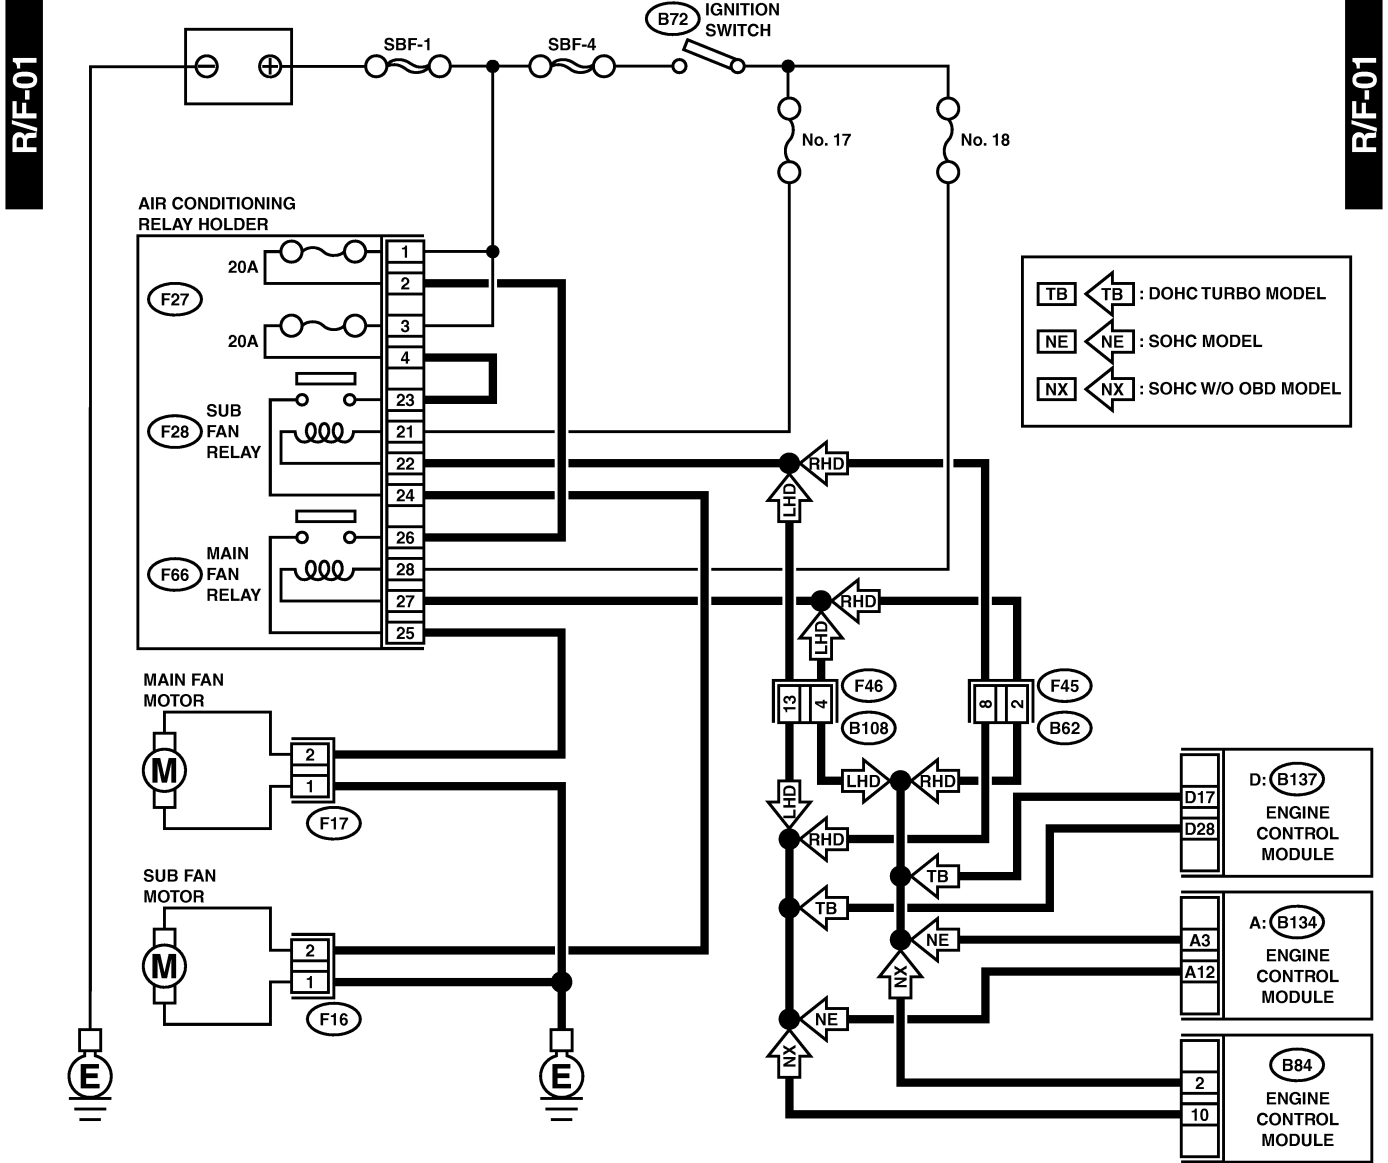 R/F-01
R/F-01
B72
IGNITION
SWITCH
SBF-1
SBF-4
No. 17
No. 18
AIR CONDITIONING
RELAY HOLDER
20A
F27
20A
SUB
FAN
RELAY
F28
MAIN
FAN
RELAY
F66
1
2
3
4
23
21
22
24
26
28
27
25
TB TB : DOHC TURBO MODEL
NE NE : SOHC MODEL
NX NX : SOHC W/O OBD MODEL
RHD
LHD
RHD
LHD
13 4
F46
B108
8 2
F45
B62
MAIN FAN
MOTOR
M
2
1
F17
SUB FAN
MOTOR
M
2
1
F16
E
E
LHD
RHD
LHD
RHD
TB
TB
NE
NX
NE
NX
D17
D28
D: B137
ENGINE
CONTROL
MODULE
A3
A12
A: B134
ENGINE
CONTROL
MODULE
2
10
B84
ENGINE
CONTROL
MODULE